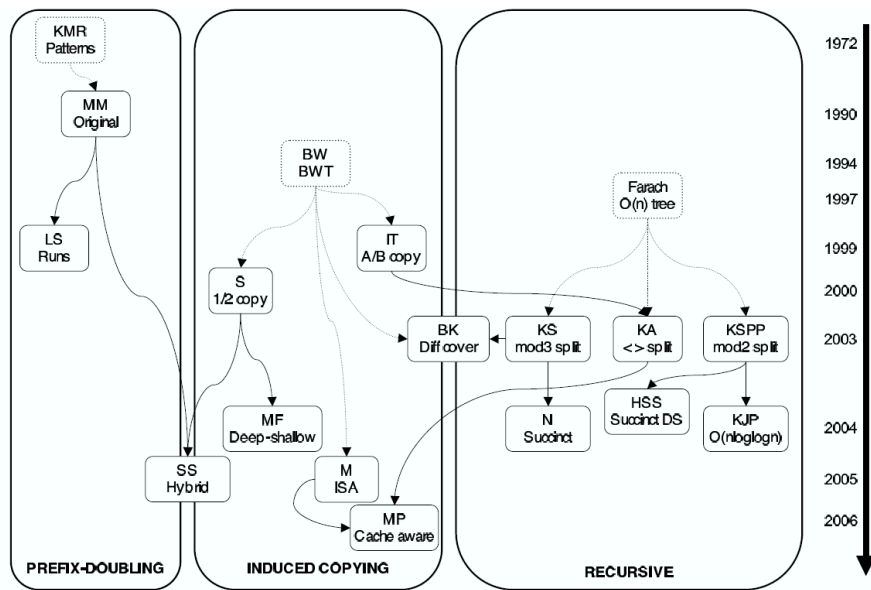 KMR
Patterns
1972
MM
Original
1990
BW
BWT
1994
Farach
O(n) tree
1997
LS
Runs
IT
A/B copy
1999
S
1/2 copy
2000
BK
Diff cover
KS
mod3 split
KA
<> split
KSPP
mod2 split
2003
MF
Deep-shallow
N
Succinct
HSS
Succinct DS
KJP
O(nloglogn)
2004
SS
Hybrid
M
ISA
2005
MP
Cache aware
2006
PREFIX-DOUBLING
INDUCED COPYING
RECURSIVE